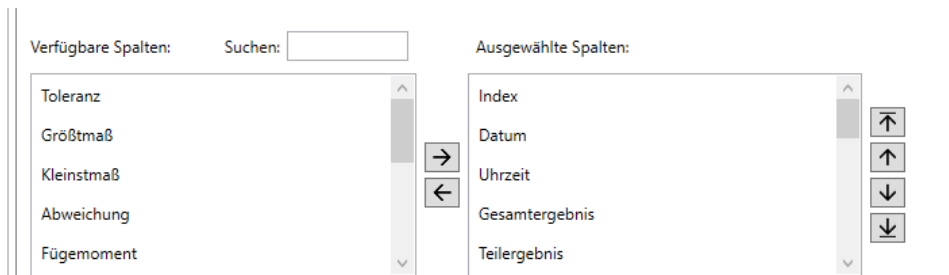 Verfügbare Spalten: Suchen:
Toleranz
Größtmaß
Kleinstmaß
Abweichung
Fügemoment
Ausgewählte Spalten:
Index
Datum
Uhrzeit
Gesamtergebnis
Teilergebnis